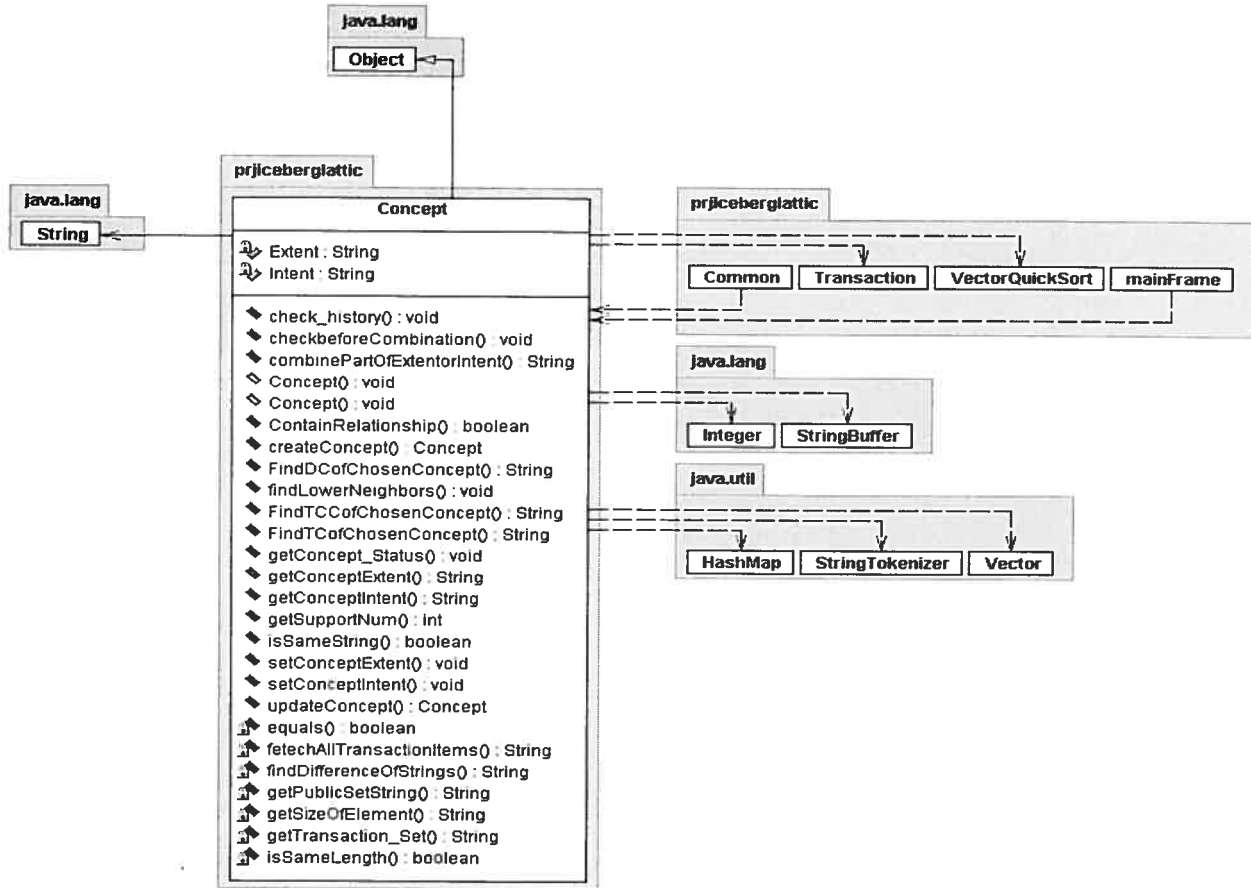 java.lang
Object
prjiceberglattic
java.lang
String
Concept
Extent : String
Intent : String
check_history() : void
checkbeforeCombination() : void
combinePartOfExtentorIntent() : String
Concept() : void
Concept() : void
ContainRelationship() : boolean
createConcept() : Concept
FindDCofChosenConcept() : String
findLowerNeighbors() : void
FindTCCofChosenConcept() : String
FindTCofChosenConcept() : String
getConcept_Status() : void
getConceptExtent() : String
getConceptIntent() : String
getSupportNum() : int
isSameString() : boolean
setConceptExtent() : void
setConceptIntent() : void
updateConcept() : Concept
equals() : boolean
fetechAllTransactionItems() : String
findDifferenceOfStrings() : String
getPublicSetString() : String
getSizeOfElement() : String
getTransaction_Set() : String
isSameLength() : boolean
prjiceberglattic
Common Transaction VectorQuickSort mainFrame
java.lang
Integer StringBuffer
java.util
HashMap StringTokenizer Vector